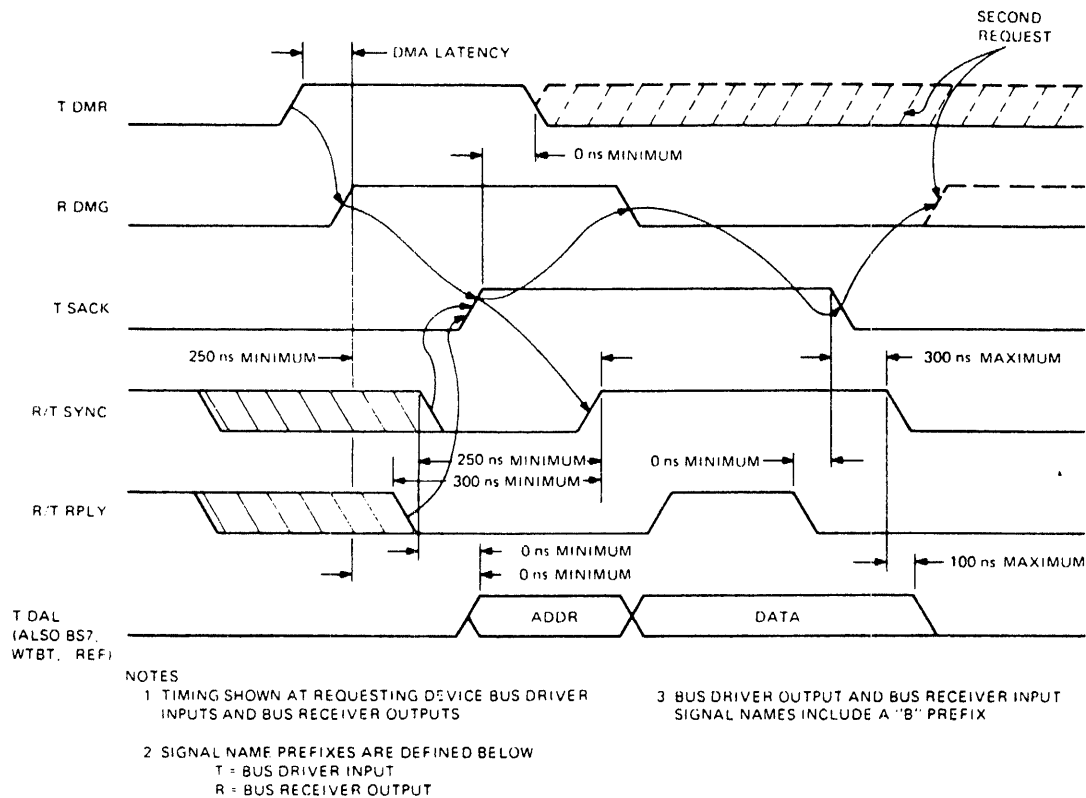 SECOND
REQUEST
DMA LATENCY
T DMR
0 ns MINIMUM
R DMG
T SACK
250 ns MINIMUM
300 ns MAXIMUM
R/T SYNC
250 ns MINIMUM
0 ns MINIMUM
300 ns MINIMUM
R/T RPLY
0 ns MINIMUM
100 ns MAXIMUM
0 ns MINIMUM
T DAL
(ALSO BS7,
WTBT, REF)
ADDR
DATA
NOTES
1 TIMING SHOWN AT REQUESTING DEVICE BUS DRIVER
INPUTS AND BUS RECEIVER OUTPUTS
2 SIGNAL NAME PREFIXES ARE DEFINED BELOW
T = BUS DRIVER INPUT
R = BUS RECEIVER OUTPUT
3 BUS DRIVER OUTPUT AND BUS RECEIVER INPUT
SIGNAL NAMES INCLUDE A "B" PREFIX